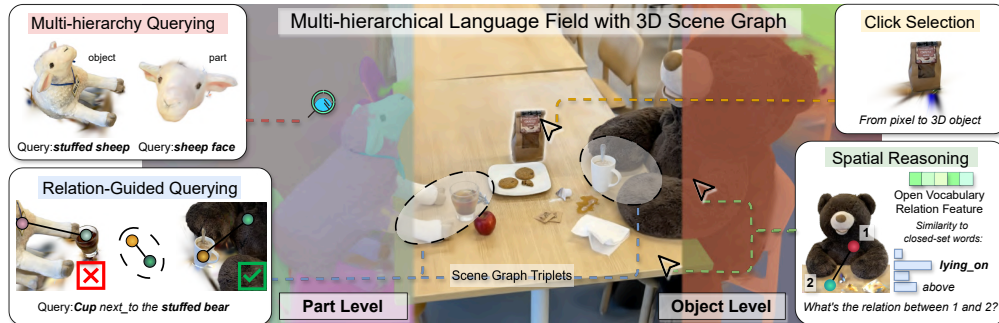 Multi-hierarchy Querying
object
part
Query:stuffed sheep
Query:sheep face
Multi-hierarchical Language Field with 3D Scene Graph
Click Selection
From pixel to 3D object
Relation-Guided Querying
Query:Cup next_to the stuffed bear
Scene Graph Triplets
Part Level
Object Level
Spatial Reasoning
1
2
Open Vocabulary
Relation Feature
Similarity to
closed-set words:
lying_on
above
What's the relation between 1 and 2?